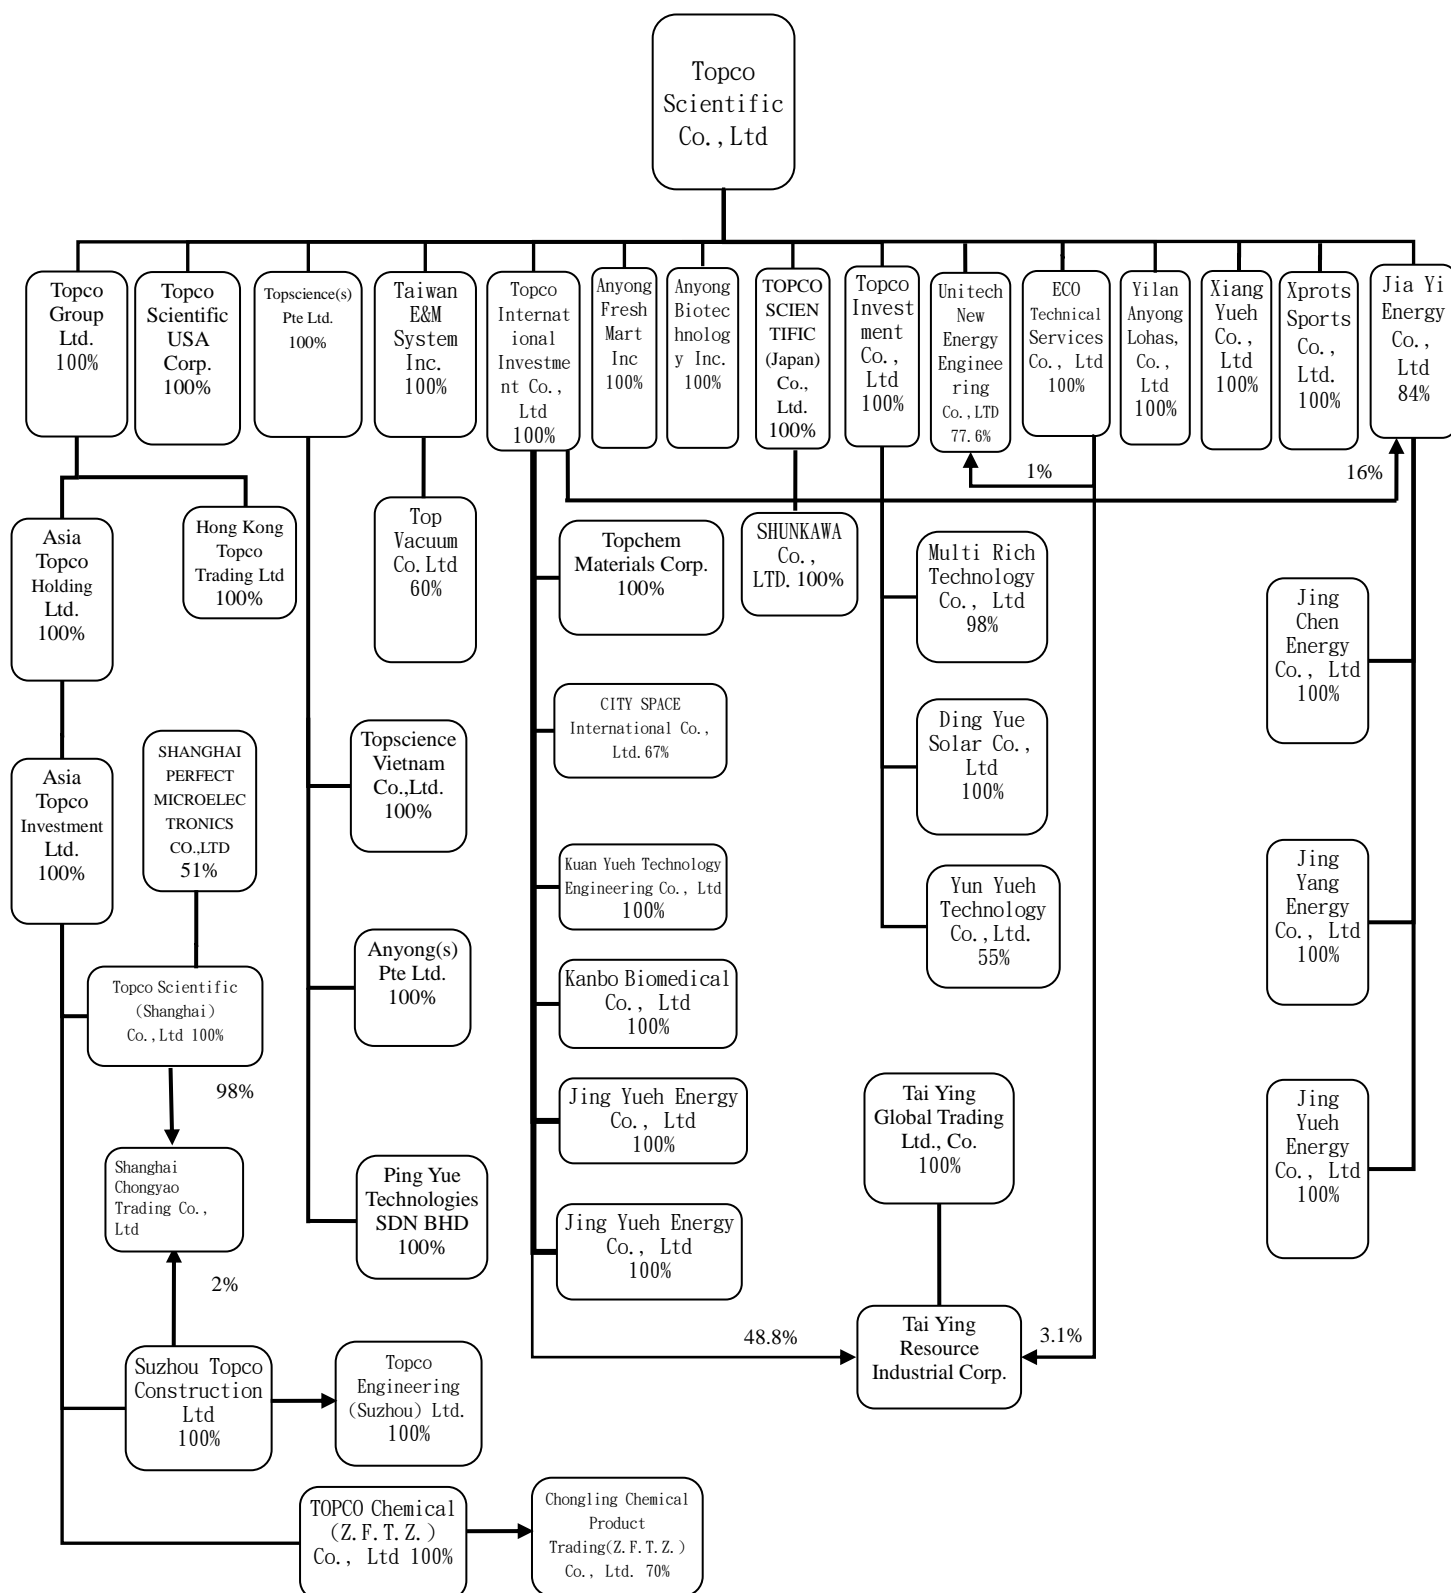 Topco
Scientific
Co.,Ltd
Topco
Group
Ltd.
100%
Topco
Scientific
USA
Corp.
100%
Topscience(s)
Pte Ltd.
100%
Taiwan
E&M
System
Inc.
100%
Topco
Internat
ional
Investme
nt Co.,
Ltd
100%
Anyong
Fresh
Mart
Inc
100%
Anyong
Biotec
hnolog
y Inc.
100%
TOPCO
SCIEN
TIFIC
(Japan)
Co.,
Ltd.
100%
Topco
Invest
ment
Co.,
Ltd
100%
Unitech
New
Energy
Enginee
ring
Co.,LTD
77.6%
ECO
Technical
Services
Co., Ltd
100%
Yilan
Anyong
Lohas,
Co.,
Ltd
100%
Xiang
Yueh
Co.,
Ltd
100%
Xprots
Sports
Co.,
Ltd.
100%
Jia Yi
Energy
Co.,
Ltd
84%
1%
16%
Asia
Topco
Holding
Ltd.
100%
Hong Kong
Topco
Trading Ltd
100%
Top
Vacuum
Co.Ltd
60%
Topchem
Materials Corp.
100%
SHUNKAWA
Co.,
LTD. 100%
Multi Rich
Technology
Co., Ltd
98%
Jing
Chen
Energy
Co., Ltd
100%
CITY SPACE
International Co.,
Ltd.67%
Ding Yue
Solar Co.,
Ltd
100%
Asia
Topco
Investment
Ltd.
100%
SHANGHAI
PERFECT
MICROELEC
TRONICS
CO.,LTD
51%
Topscience
Vietnam
Co.,Ltd.
100%
Kuan Yueh Technology
Engineering Co., Ltd
100%
Yun Yueh
Technology
Co.,Ltd.
55%
Jing
Yang
Energy
Co., Ltd
100%
Topco Scientific
(Shanghai)
Co.,Ltd 100%
Anyong(s)
Pte Ltd.
100%
Kanbo Biomedical
Co., Ltd
100%
98%
Jing Yueh Energy
Co., Ltd
100%
Tai Ying
Global Trading
Ltd., Co.
100%
Jing
Yueh
Energy
Co., Ltd
100%
Shanghai
Chongyao
Trading Co.,
Ltd
Ping Yue
Technologies
SDN BHD
100%
Jing Yueh Energy
Co., Ltd
100%
2%
48.8%
Tai Ying
Resource
Industrial Corp.
3.1%
Suzhou Topco
Construction
Ltd
100%
Topco
Engineering
(Suzhou) Ltd.
100%
TOPCO Chemical
(Z.F.T.Z.)
Co., Ltd 100%
Chongling Chemical
Product
Trading(Z.F.T.Z.)
Co., Ltd. 70%